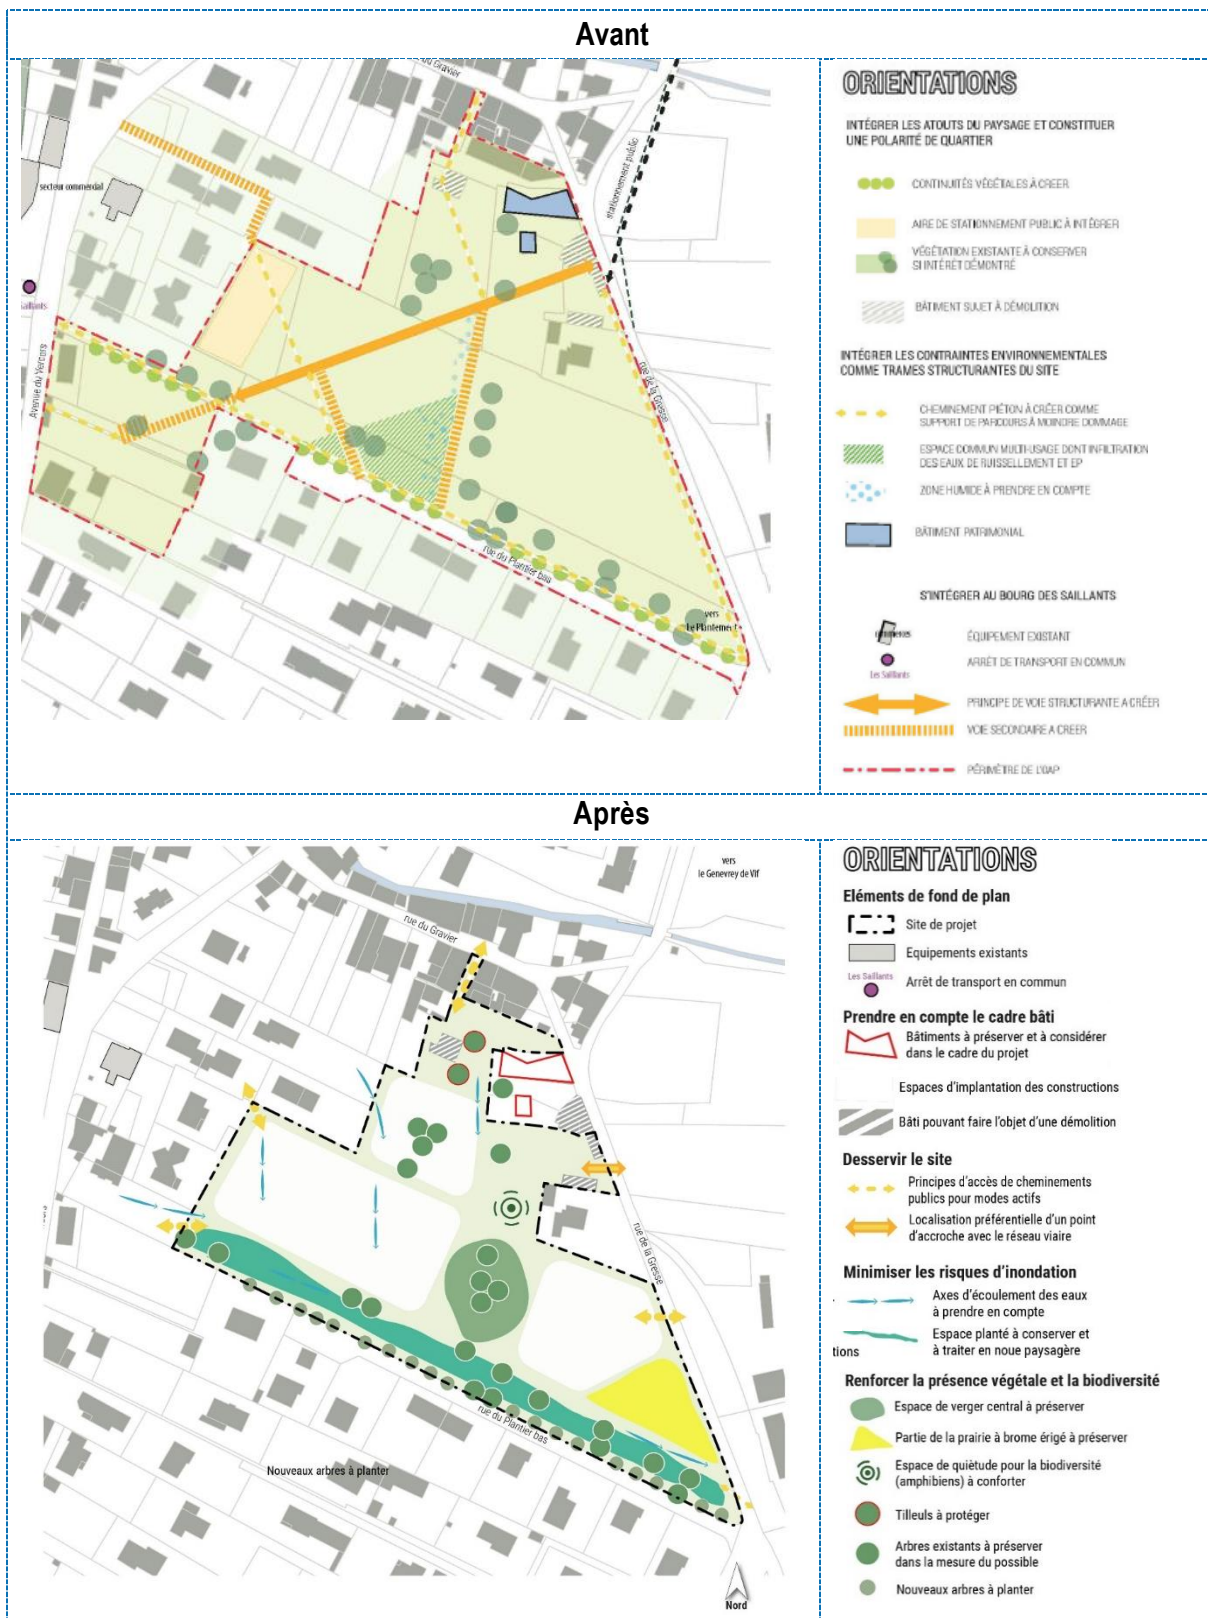 Avant
du Gravier
secteur commercial
stationnement public
Saillants
Avenue du Vercors
rue de la Gresse
rue du Plantier bas
vers
Le Plantement
ORIENTATIONS
INTÉGRER LES ATOUTS DU PAYSAGE ET CONSTITUER
UNE POLARITÉ DE QUARTIER
CONTINUITÉS VÉGÉTALES À CREER
AIRE DE STATIONNEMENT PUBLIC À INTÉGRER
VÉGÉTATION EXISTANTE À CONSERVER
SI INTÉRÊT DÉMONTRÉ
BÂTIMENT SUJET À DÉMOLITION
INTÉGRER LES CONTRAINTES ENVIRONNEMENTALES
COMME TRAMES STRUCTURANTES DU SITE
CHEMINEMENT PIÉTON À CRÉER COMME
SUPPORT DE PARCOURS À MOINDRE DOMMAGE
ESPACE COMMUN MULTI-USAGE DONT INFILTRATION
DES EAUX DE RUISSELLEMENT ET EP
ZONE HUMIDE À PRENDRE EN COMPTE
BÂTIMENT PATRIMONIAL
S'INTÉGRER AU BOURG DES SAILLANTS
ÉQUIPEMENT EXISTANT
ARRÊT DE TRANSPORT EN COMMUN
Les Saillants
PRINCIPE DE VOIE STRUCTURANTE A CRÉER
VOIE SECONDAIRE A CREER
PÉRIMÈTRE DE L'OAP
Après
vers
le Genevrey de Vif
rue du Gravier
rue de la Gresse
rue du Plantier bas
Nouveaux arbres à planter
Nord
ORIENTATIONS
Eléments de fond de plan
Site de projet
Equipements existants
Les Saillants
Arrêt de transport en commun
Prendre en compte le cadre bâti
Bâtiments à préserver et à considérer
dans le cadre du projet
Espaces d'implantation des constructions
Bâti pouvant faire l'objet d'une démolition
Desservir le site
Principes d'accès de cheminements
publics pour modes actifs
Localisation préférentielle d'un point
d'accroche avec le réseau viaire
Minimiser les risques d'inondation
Axes d'écoulement des eaux
à prendre en compte
Espace planté à conserver et
à traiter en noue paysagère
tions
Renforcer la présence végétale et la biodiversité
Espace de verger central à préserver
Partie de la prairie à brome érigé à préserver
Espace de quiètude pour la biodiversité
(amphibiens) à conforter
Tilleuls à protéger
Arbres existants à préserver
dans la mesure du possible
Nouveaux arbres à planter